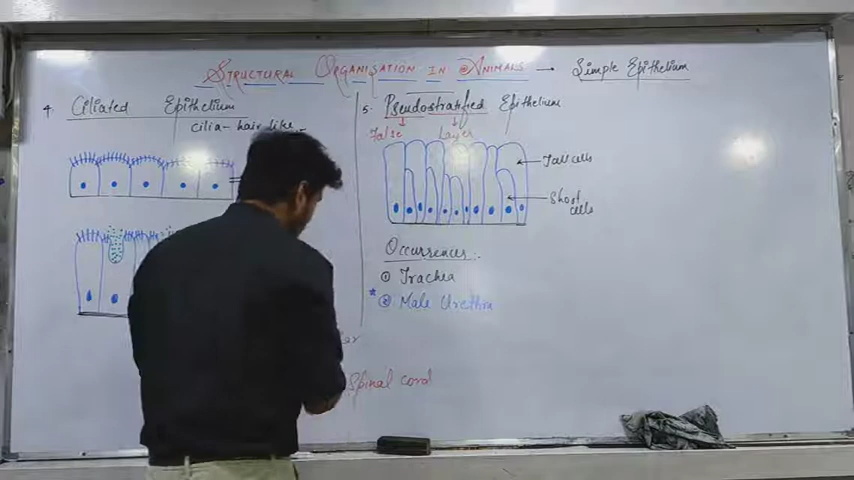 Structural Organisation in Animals → Simple Epithelium
4. Ciliated Epithelium
cilia - hair like
5. Pseudostratified Epithelium
False Layer
Tall cells
Short
cells
Occurrences :-
① Trachea
* ② Male Urethra
Spinal cord